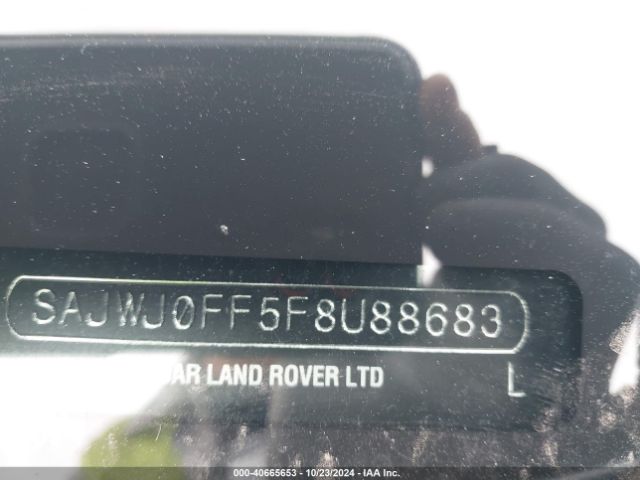 SAJWJ0FF5F8U88683
AR LAND ROVER LTD
L
000-40665653 - 10/23/2024 - IAA Inc.